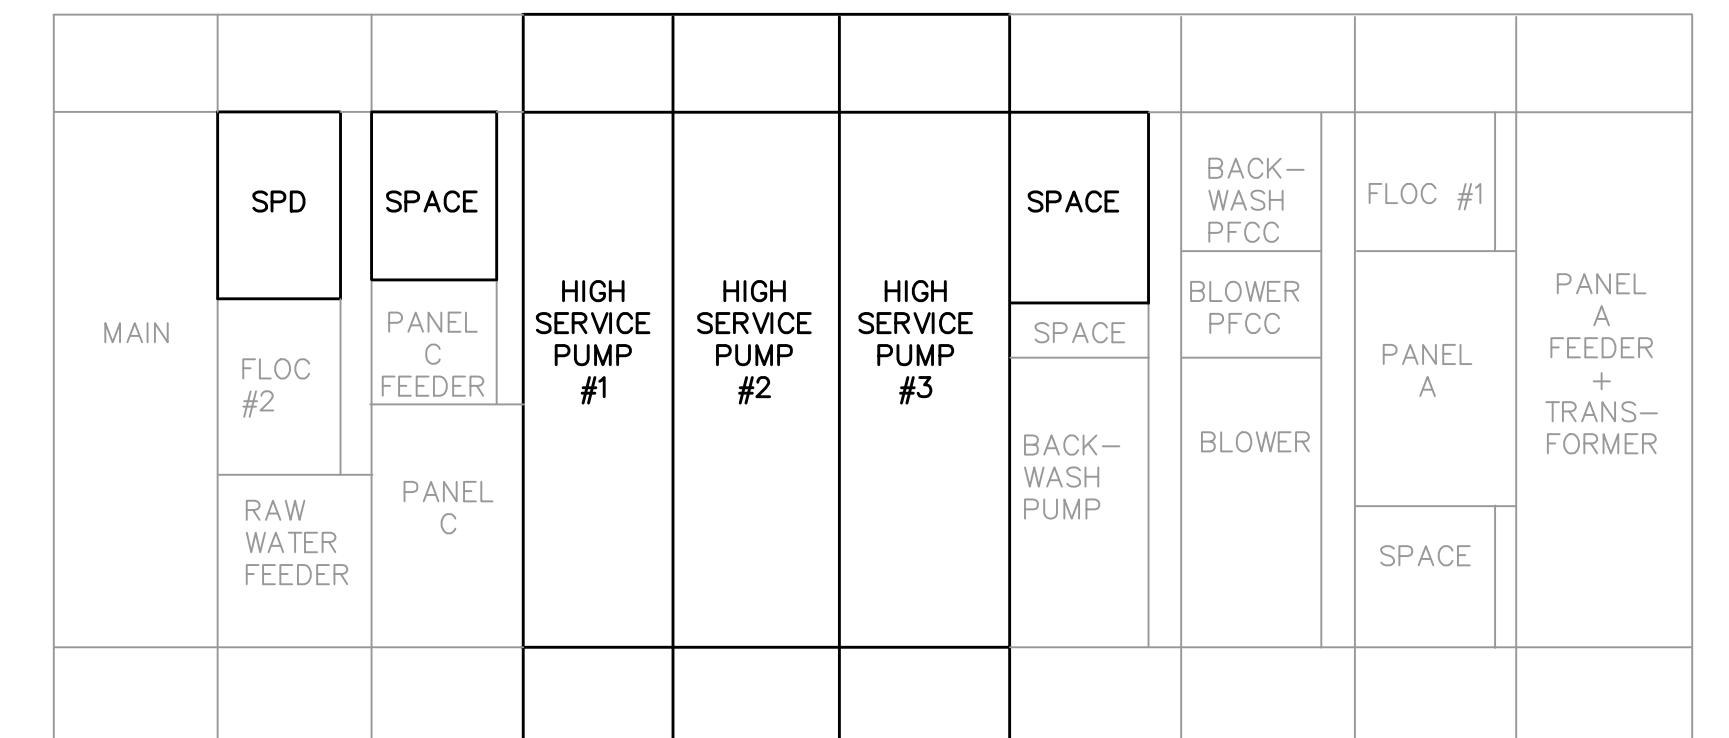 MAIN
SPD
FLOC
#2
RAW
WATER
FEEDER
SPACE
PANEL
C
FEEDER
PANEL
C
HIGH
SERVICE
PUMP
#1
HIGH
SERVICE
PUMP
#2
HIGH
SERVICE
PUMP
#3
SPACE
SPACE
BACK-
WASH
PUMP
BACK-
WASH
PFCC
BLOWER
PFCC
BLOWER
FLOC #1
PANEL
A
SPACE
PANEL
A
FEEDER
+
TRANS-
FORMER